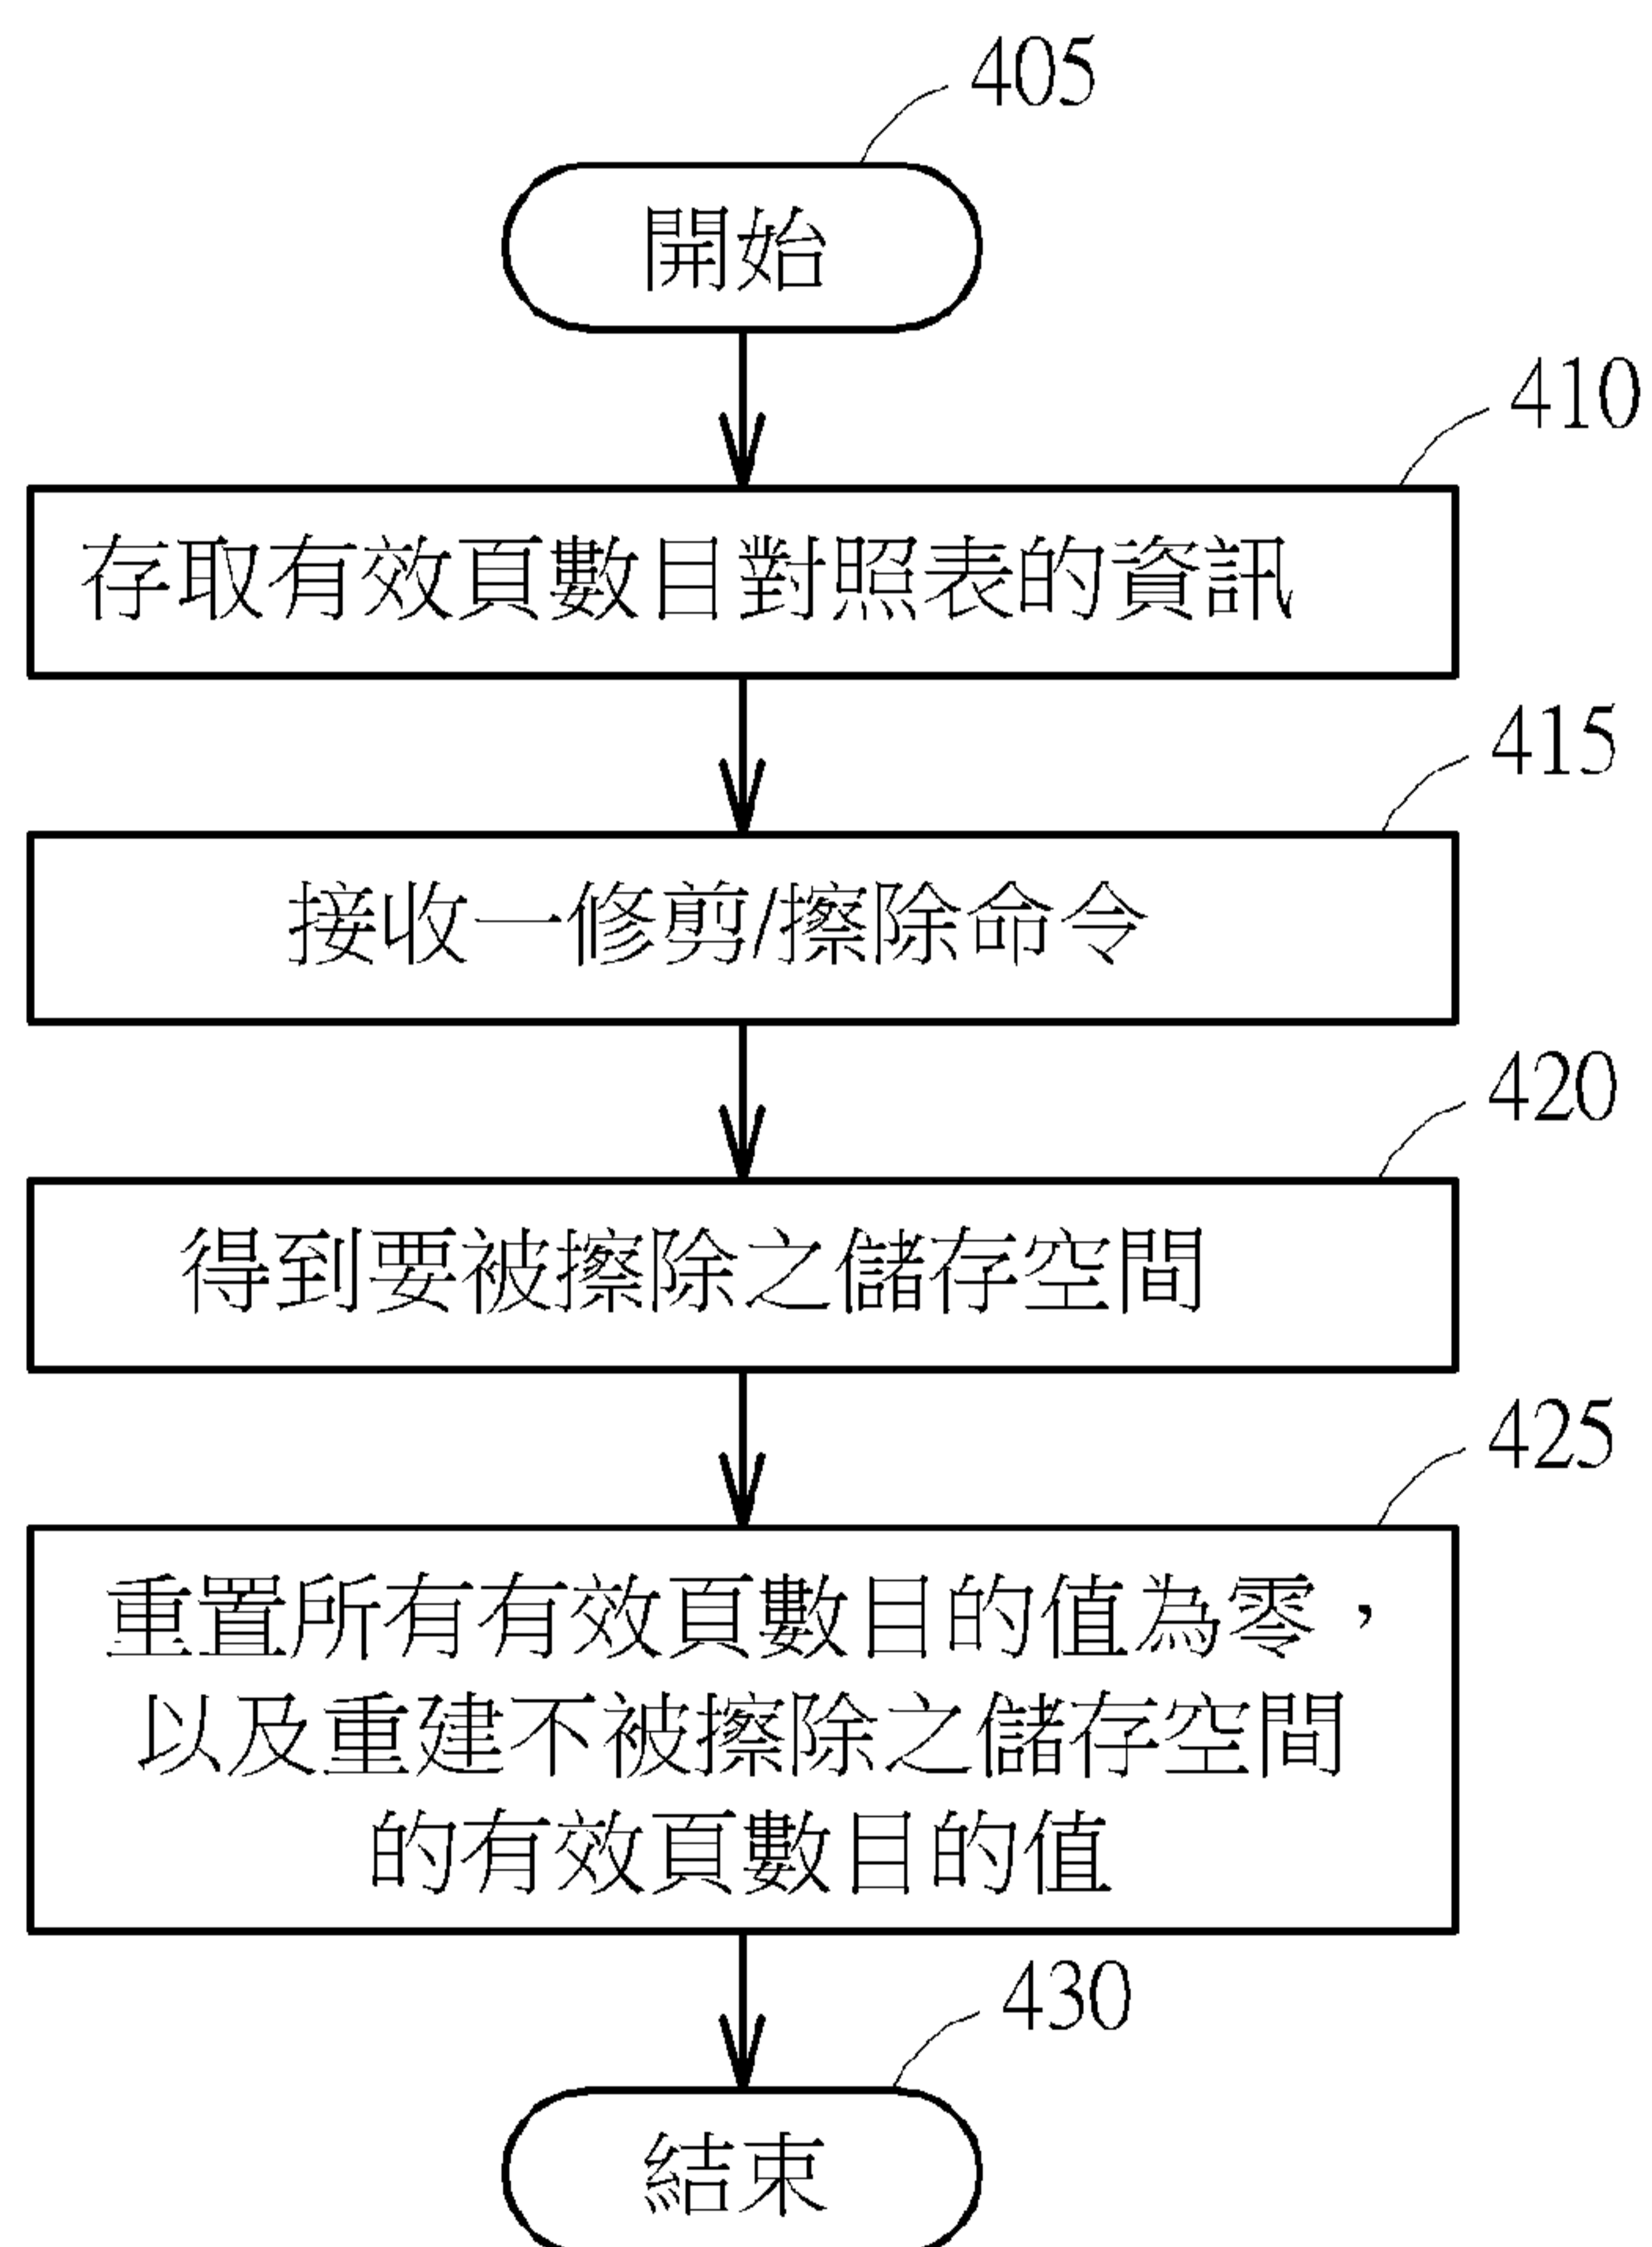 405
開始
410
存取有效頁數目對照表的資訊
415
接收一修剪/擦除命令
420
得到要被擦除之儲存空間
425
重置所有有效頁數目的值為零，
以及重建不被擦除之儲存空間
的有效頁數目的值
430
結束